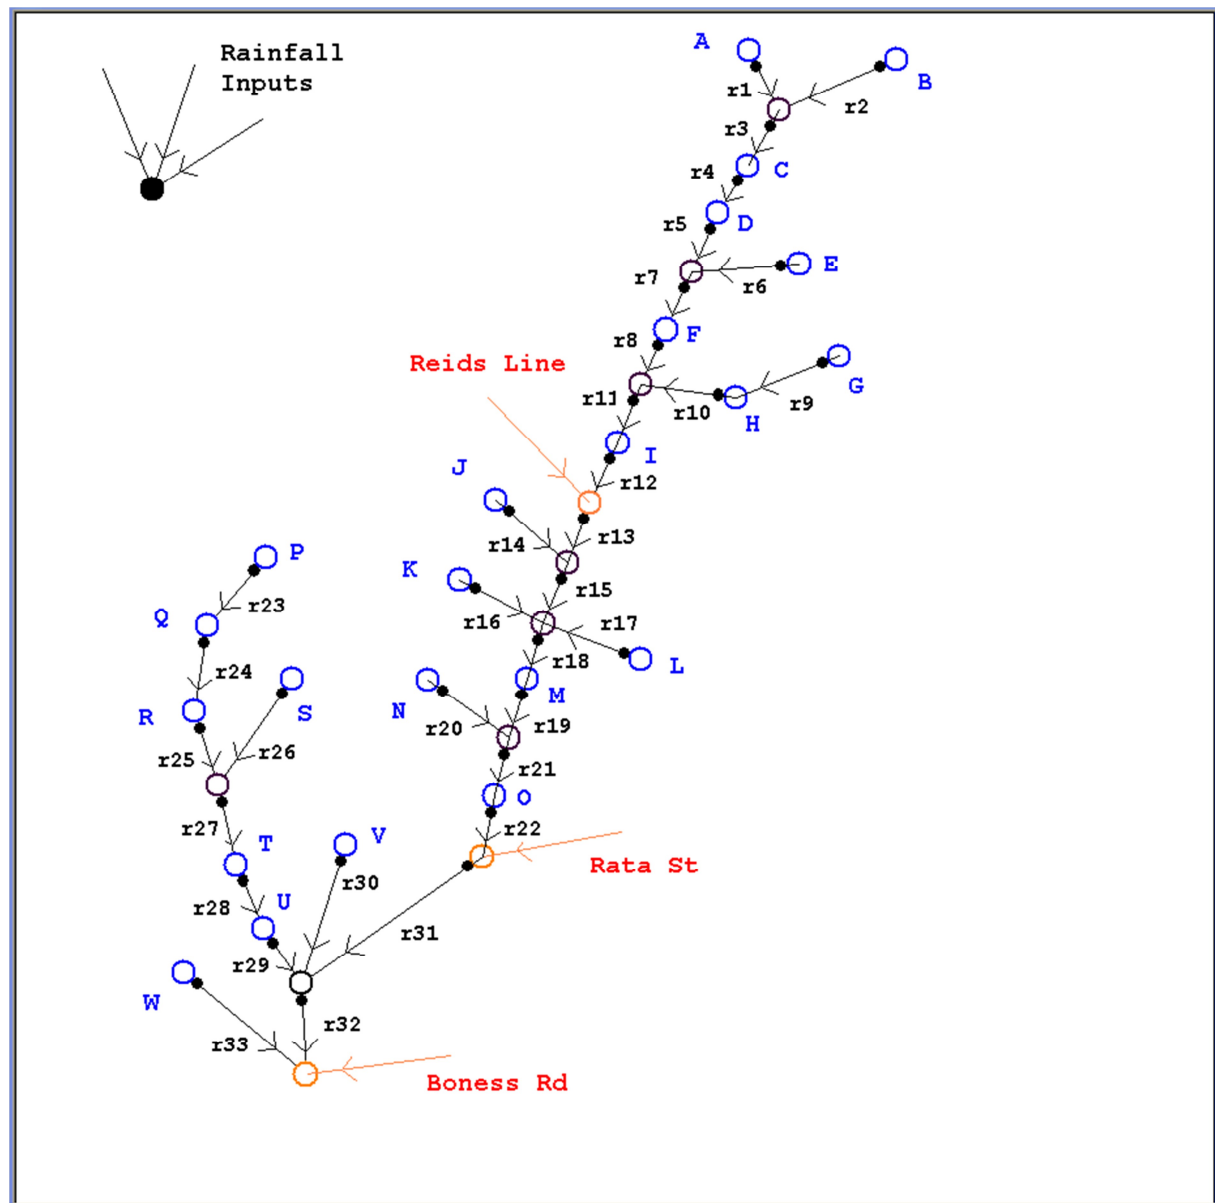 Rainfall
Inputs
A
B
r1
r2
r3
r4
C
r5
D
r7
E
r6
r8
F
Reids Line
G
r11
r10
r9
H
I
J
r12
r14
r13
K
r15
P
r16
r17
r23
Q
r18
L
r24
M
R
S
N
r20
r19
r25
r26
r21
O
r27
r22
T
V
Rata St
r30
r28
U
r31
r29
W
r32
r33
Boness Rd